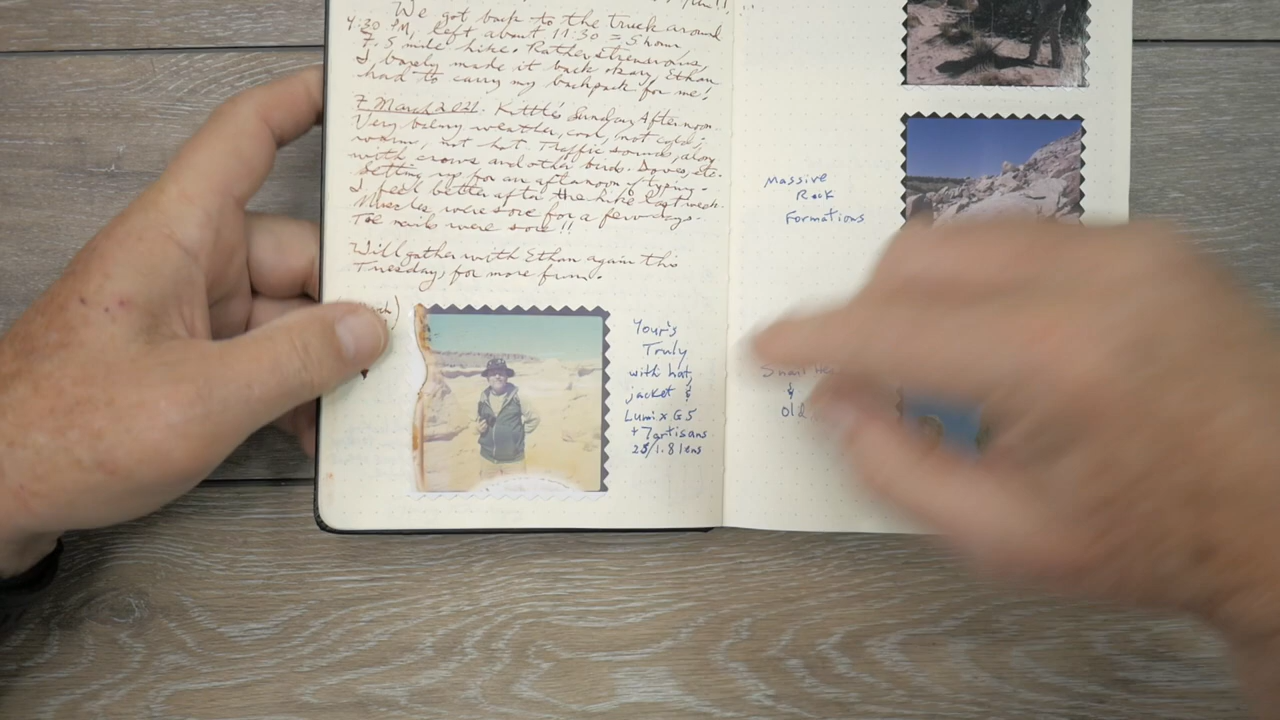 We got back to the truck around
4:30 PM, left about 11:30 = 5 hour
7.5 mile hike. Rather strenuous,
I barely made it back okay, Ethan
had to carry my backpack for me!
7 March 2021. Kittle's Sunday Afternoon.
Very balmy weather, cool, not cold,
warm, not hot. Traffic sounds, along
with crows and other birds. Doves, etc.
Setting up for an afternoon of typing.
I feel better after the hike last week.
Muscles were sore for a few days.
Toe nails were sore!!
Will gather with Ethan again this
Tuesday, for more fun.
Your's
Truly
with hat,
jacket &
Lumix G5
+ 7artisans
25/1.8 lens
Massive
Rock
Formations
&
old